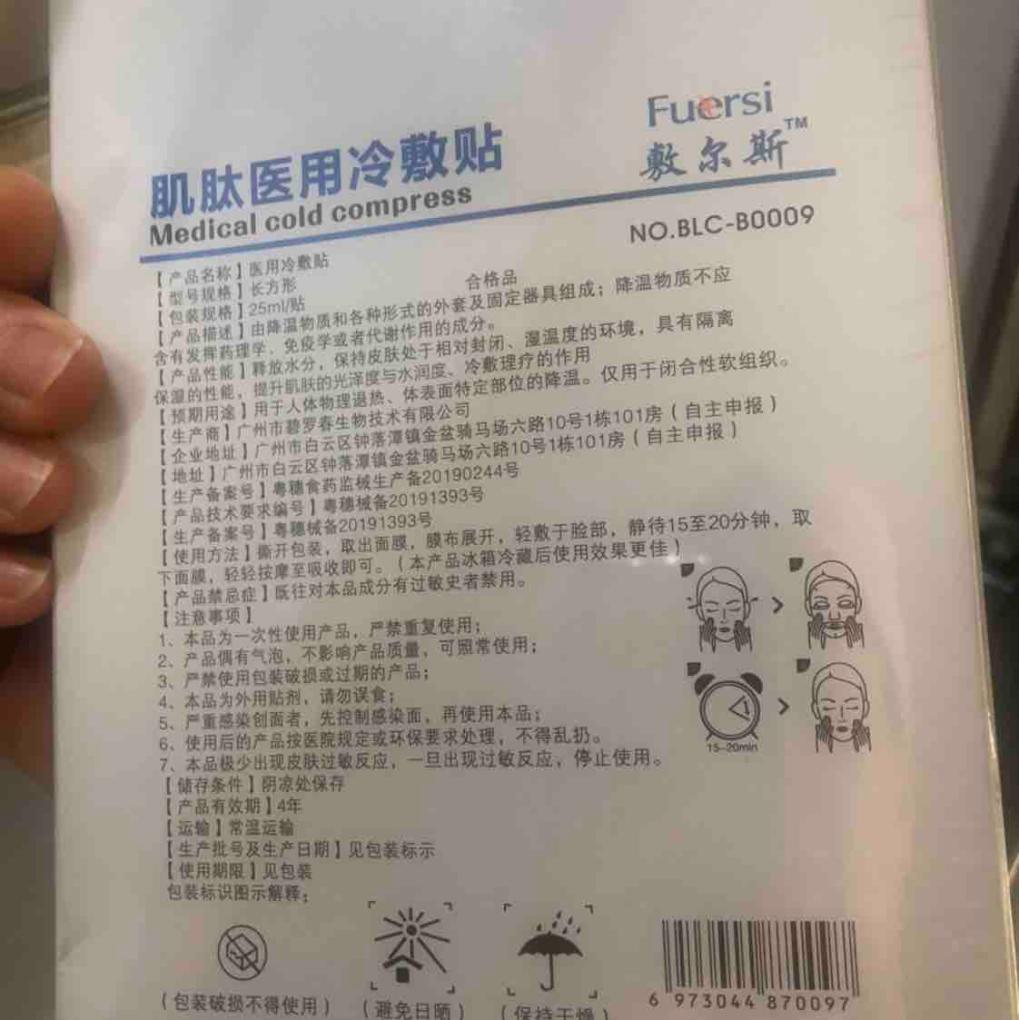 Fuersi
敷尔斯™
肌肽医用冷敷贴
Medical cold compress
NO.BLC-B0009
【产品名称】医用冷敷贴
【型号规格】长方形 合格品
【包装规格】25ml/贴
【产品描述】由降温物质和各种形式的外套及固定器具组成；降温物质不应
含有发挥药理学、免疫学或者代谢作用的成分。
【产品性能】释放水分，保持皮肤处于相对封闭、湿温度的环境，具有隔离
保湿的性能，提升肌肤的光泽度与水润度、冷敷理疗的作用
【预期用途】用于人体物理退热、体表面特定部位的降温。仅用于闭合性软组织。
【生产商】广州市碧罗春生物技术有限公司
【企业地址】广州市白云区钟落潭镇金盆骑马场六路10号1栋101房（自主申报）
【地址】广州市白云区钟落潭镇金盆骑马场六路10号1栋101房（自主申报）
【生产备案号】粤穗食药监械生产备20190244号
【产品技术要求编号】粤穗械备20191393号
【生产备案号】粤穗械备20191393号
【使用方法】撕开包装，取出面膜，膜布展开，轻敷于脸部，静待15至20分钟，取
下面膜，轻轻按摩至吸收即可。（本产品冰箱冷藏后使用效果更佳）
【产品禁忌症】既往对本品成分有过敏史者禁用。
【注意事项】
1、本品为一次性使用产品，严禁重复使用；
2、产品偶有气泡，不影响产品质量，可照常使用；
3、严禁使用包装破损或过期的产品；
4、本品为外用贴剂，请勿误食；
5、严重感染创面者，先控制感染面，再使用本品；
6、使用后的产品按医院规定或环保要求处理，不得乱扔。
7、本品极少出现皮肤过敏反应，一旦出现过敏反应，停止使用。
15-20min
【储存条件】阴凉处保存
【产品有效期】4年
【运输】常温运输
【生产批号及生产日期】见包装标示
【使用期限】见包装
包装标识图示解释；
（包装破损不得使用）
（避免日晒）
（保持干燥）
6 973044 870097